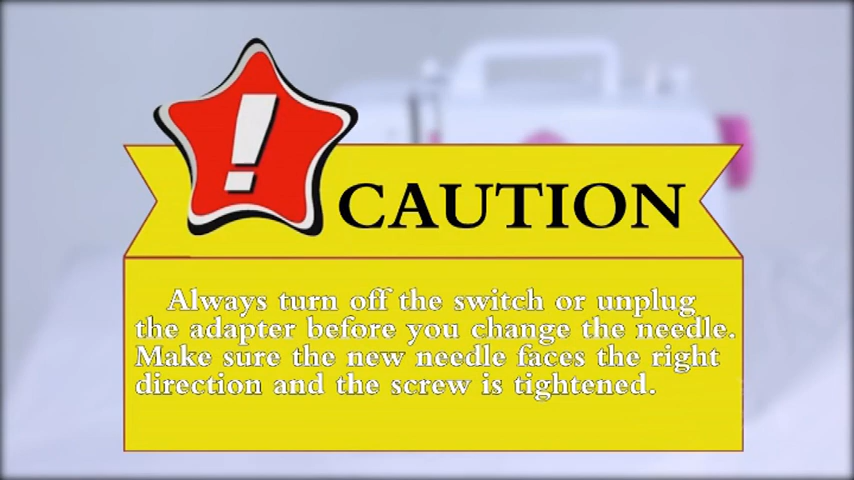 !
CAUTION
Always turn off the switch or unplug
the adapter before you change the needle.
Make sure the new needle faces the right
direction and the screw is tightened.